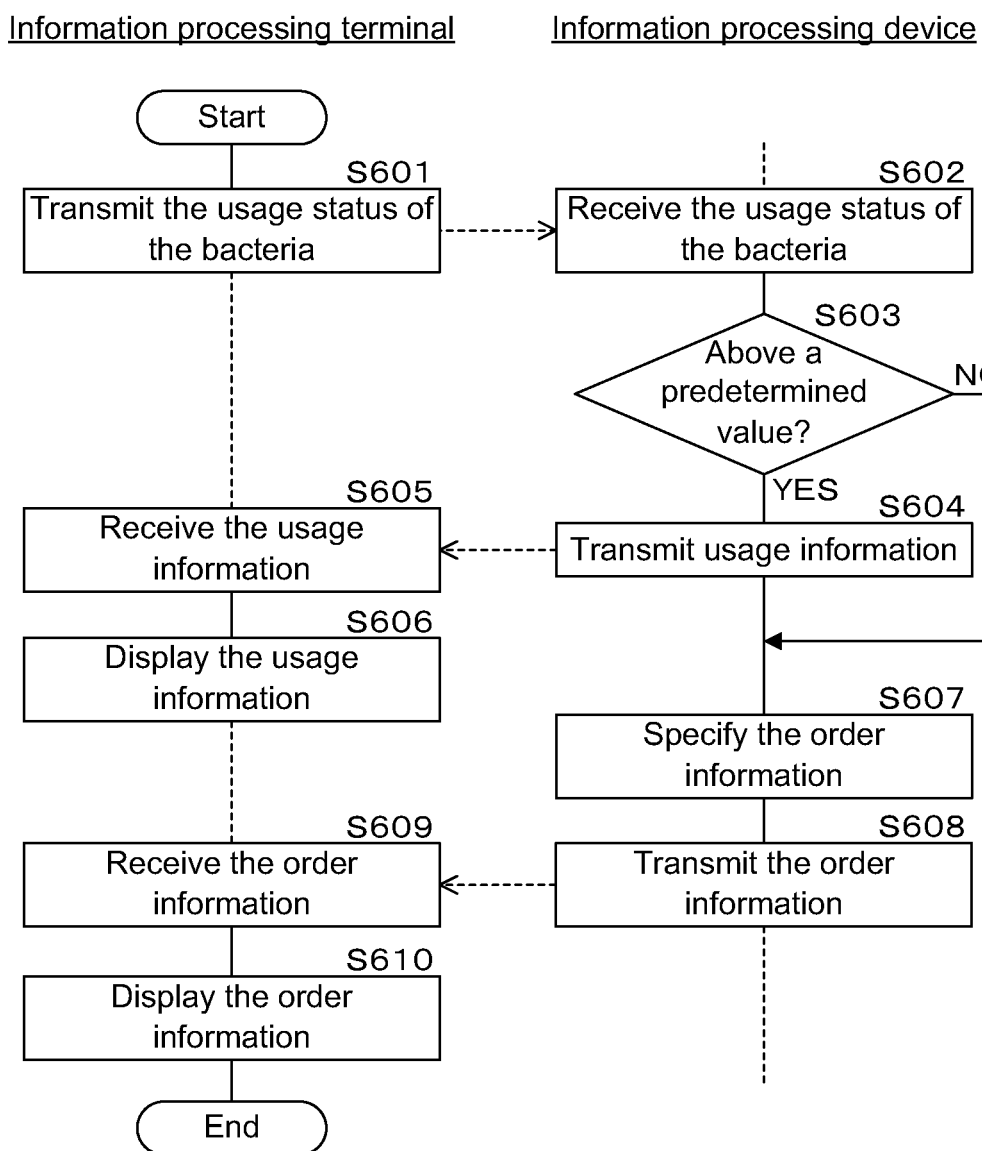 Information processing terminal
Information processing device
Start
S601
Transmit the usage status of
the bacteria
S602
Receive the usage status of
the bacteria
S603
Above a
predetermined
value?
NO
YES
S604
Transmit usage information
S605
Receive the usage
information
S606
Display the usage
information
S607
Specify the order
information
S608
Transmit the order
information
S609
Receive the order
information
S610
Display the order
information
End